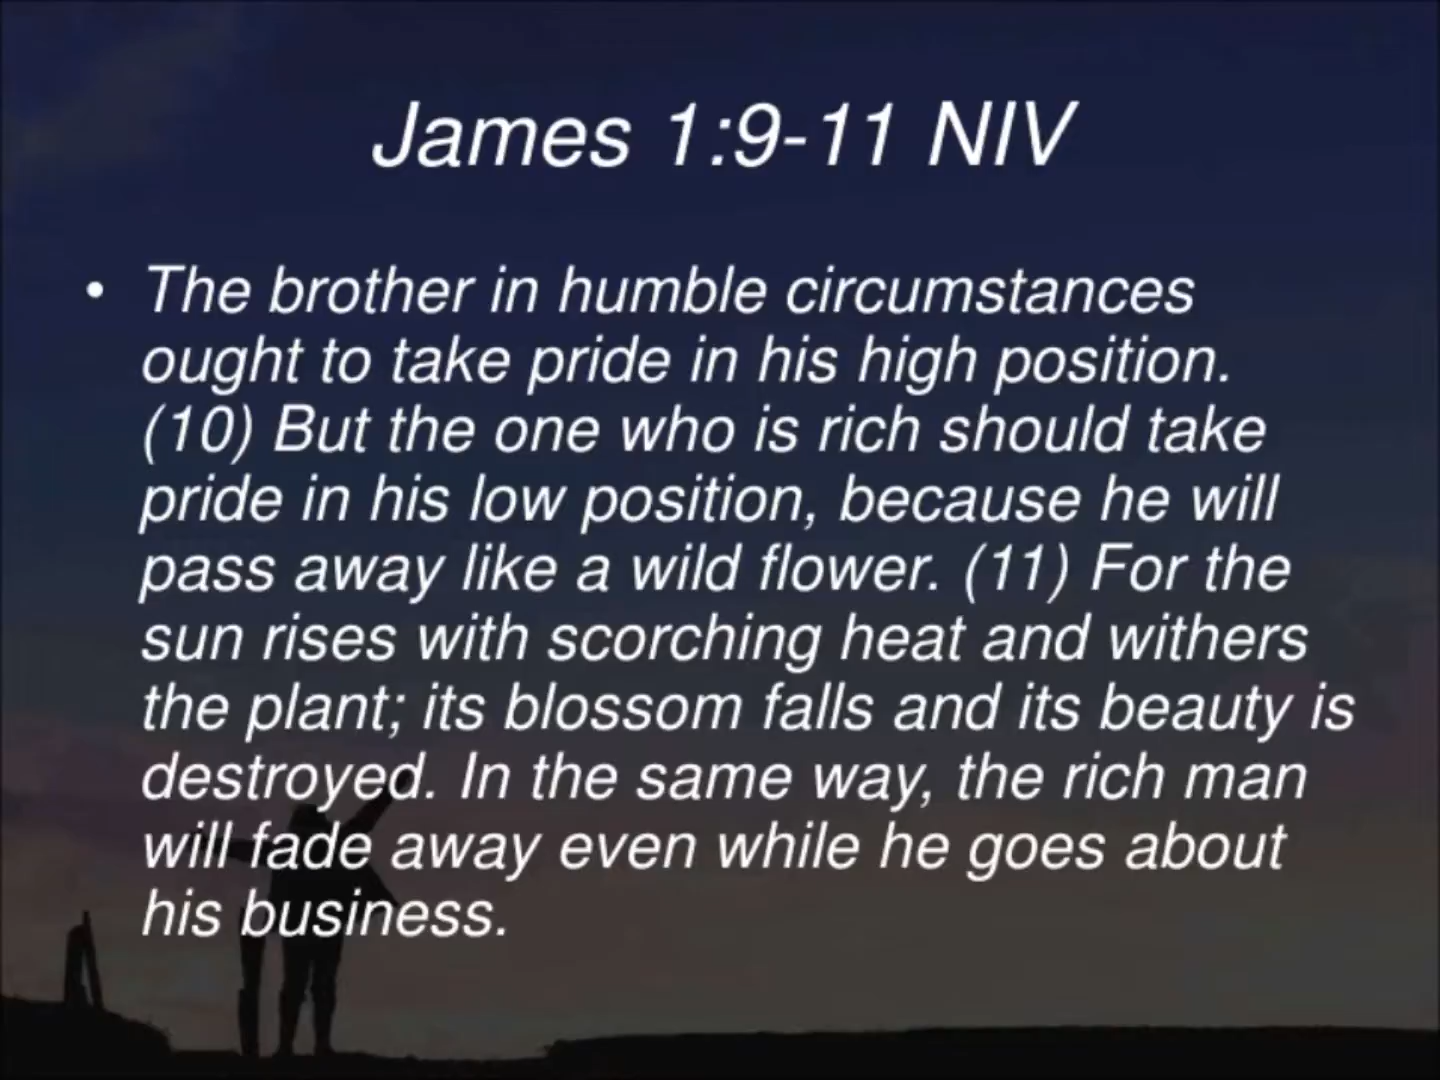 James 1:9-11 NIV
• The brother in humble circumstances
ought to take pride in his high position.
(10) But the one who is rich should take
pride in his low position, because he will
pass away like a wild flower. (11) For the
sun rises with scorching heat and withers
the plant; its blossom falls and its beauty is
destroyed. In the same way, the rich man
will fade away even while he goes about
his business.